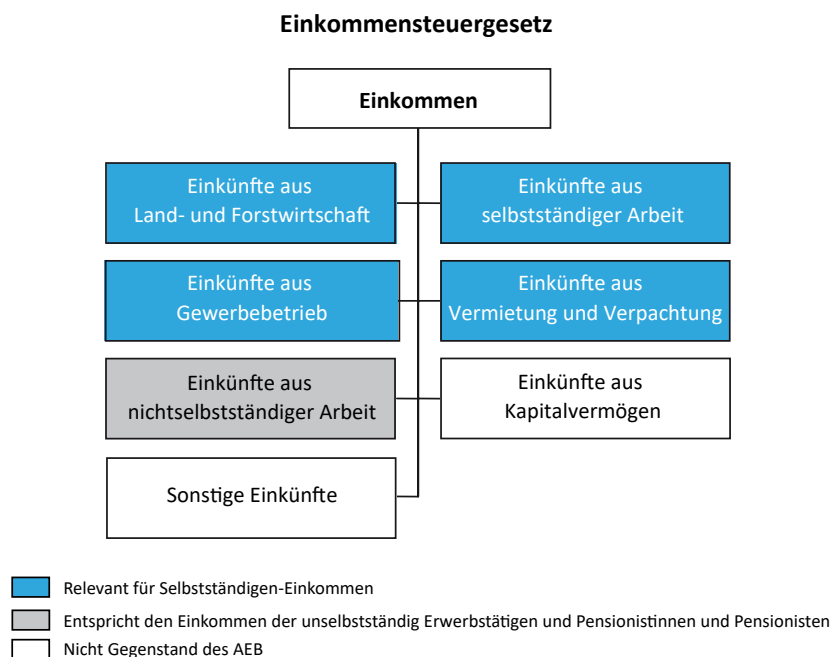 Einkommensteuergesetz
Einkommen
Einkünfte aus
Land- und Forstwirtschaft
Einkünfte aus
selbstständiger Arbeit
Einkünfte aus
Gewerbebetrieb
Einkünfte aus
Vermietung und Verpachtung
Einkünfte aus
nichtselbstständiger Arbeit
Einkünfte aus
Kapitalvermögen
Sonstige Einkünfte
Relevant für Selbstständigen-Einkommen
Entspricht den Einkommen der unselbstständig Erwerbstätigen und Pensionistinnen und Pensionisten
Nicht Gegenstand des AEB